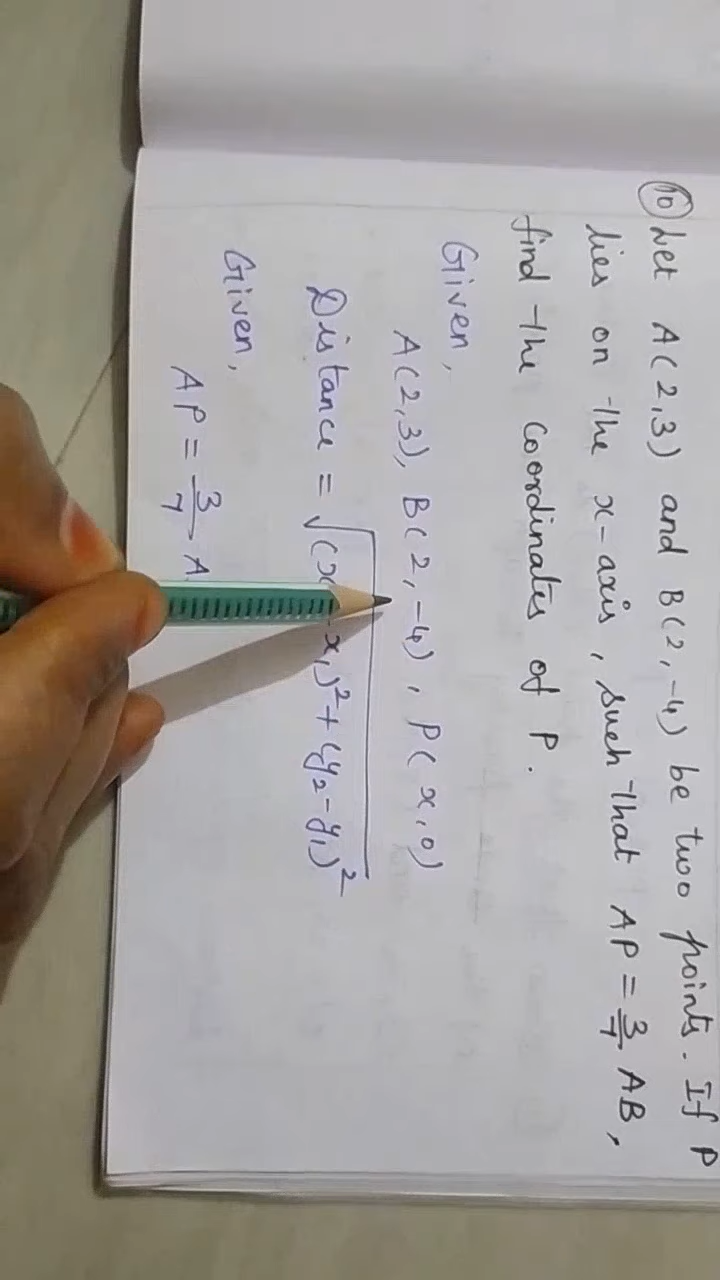 10 Let A(2,3) and B(2,-4) be two points. If P
lies on the x-axis, such that AP = 3/7 AB,
find the coordinates of P.
Given,
A(2,3), B(2,-4), P(x,0)
Distance = √(x x₁)² + (y₂-y₁)²
Given,
AP = 3/7 A